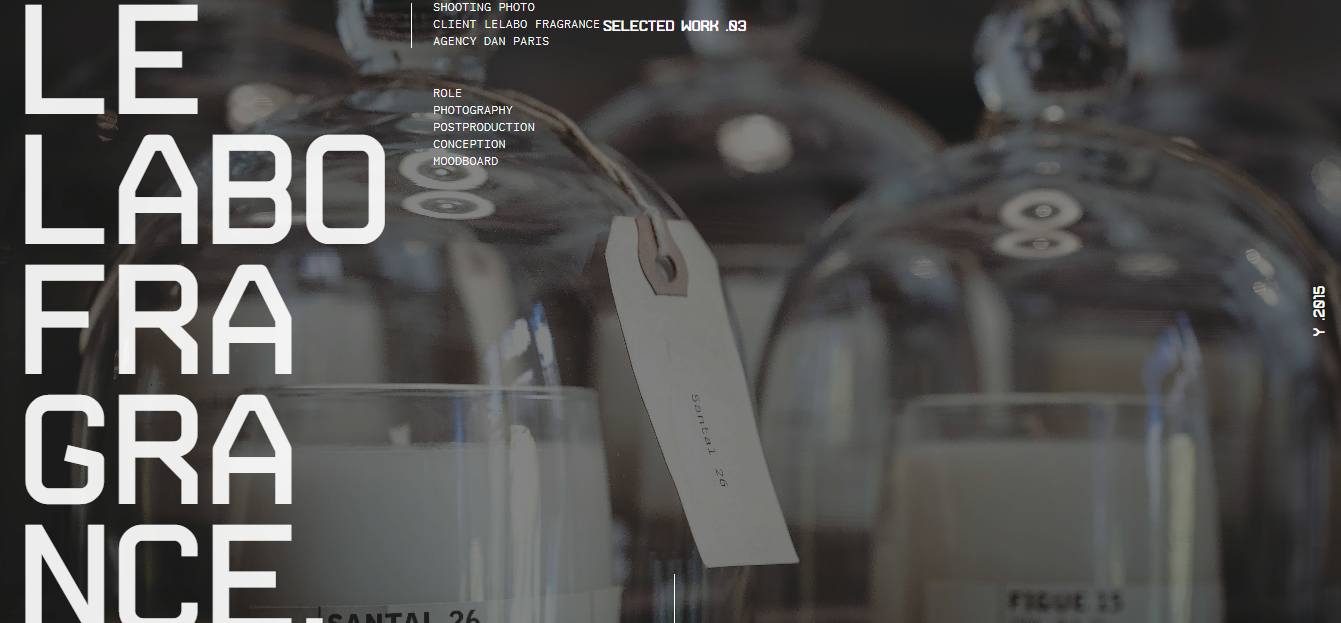 LE
LABO
FRA
GRA
NCE.
SHOOTING PHOTO
CLIENT LELABO FRAGRANCE
AGENCY DAN PARIS
ROLE
PHOTOGRAPHY
POSTPRODUCTION
CONCEPTION
MOODBOARD
SELECTED WORK .03
Y .2015
Santal 26
SANTAL 26
FIGUE 15